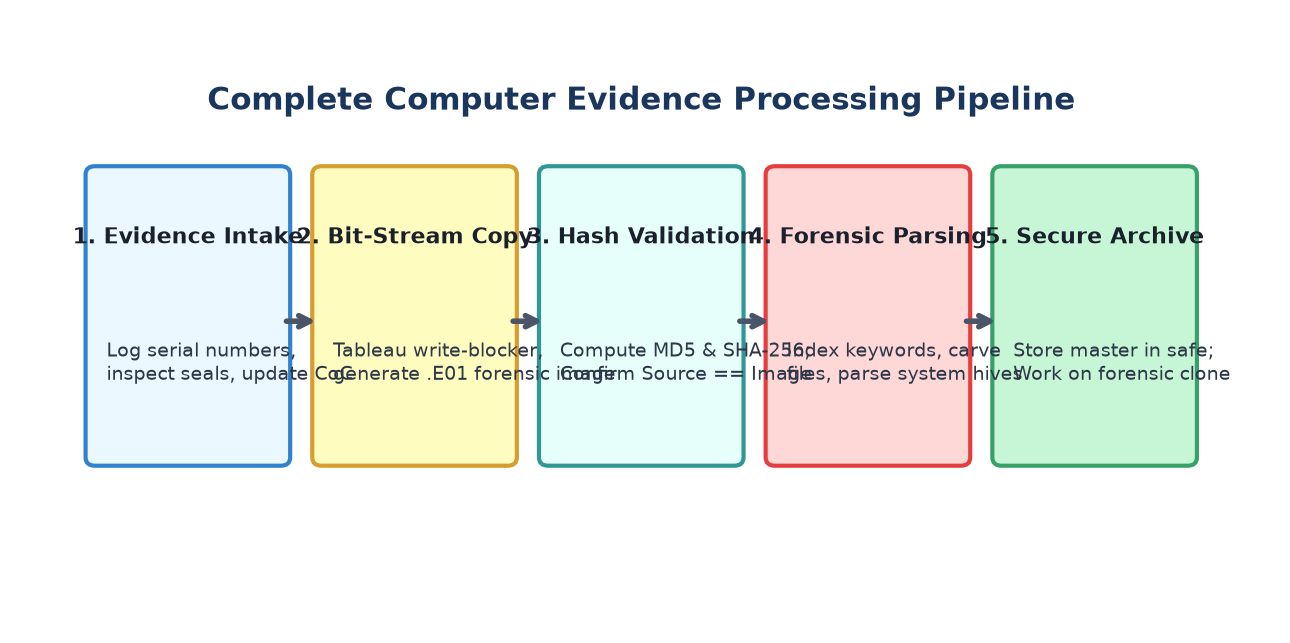 Complete Computer Evidence Processing Pipeline
1. Evidence Intake
Log serial numbers,
inspect seals, update CoC
2. Bit-Stream Copy
Tableau write-blocker,
Generate .E01 forensic image
3. Hash Validation
Compute MD5 & SHA-256;
Confirm Source == Image
4. Forensic Parsing
Index keywords, carve
files, parse system hives
5. Secure Archive
Store master in safe;
Work on forensic clone